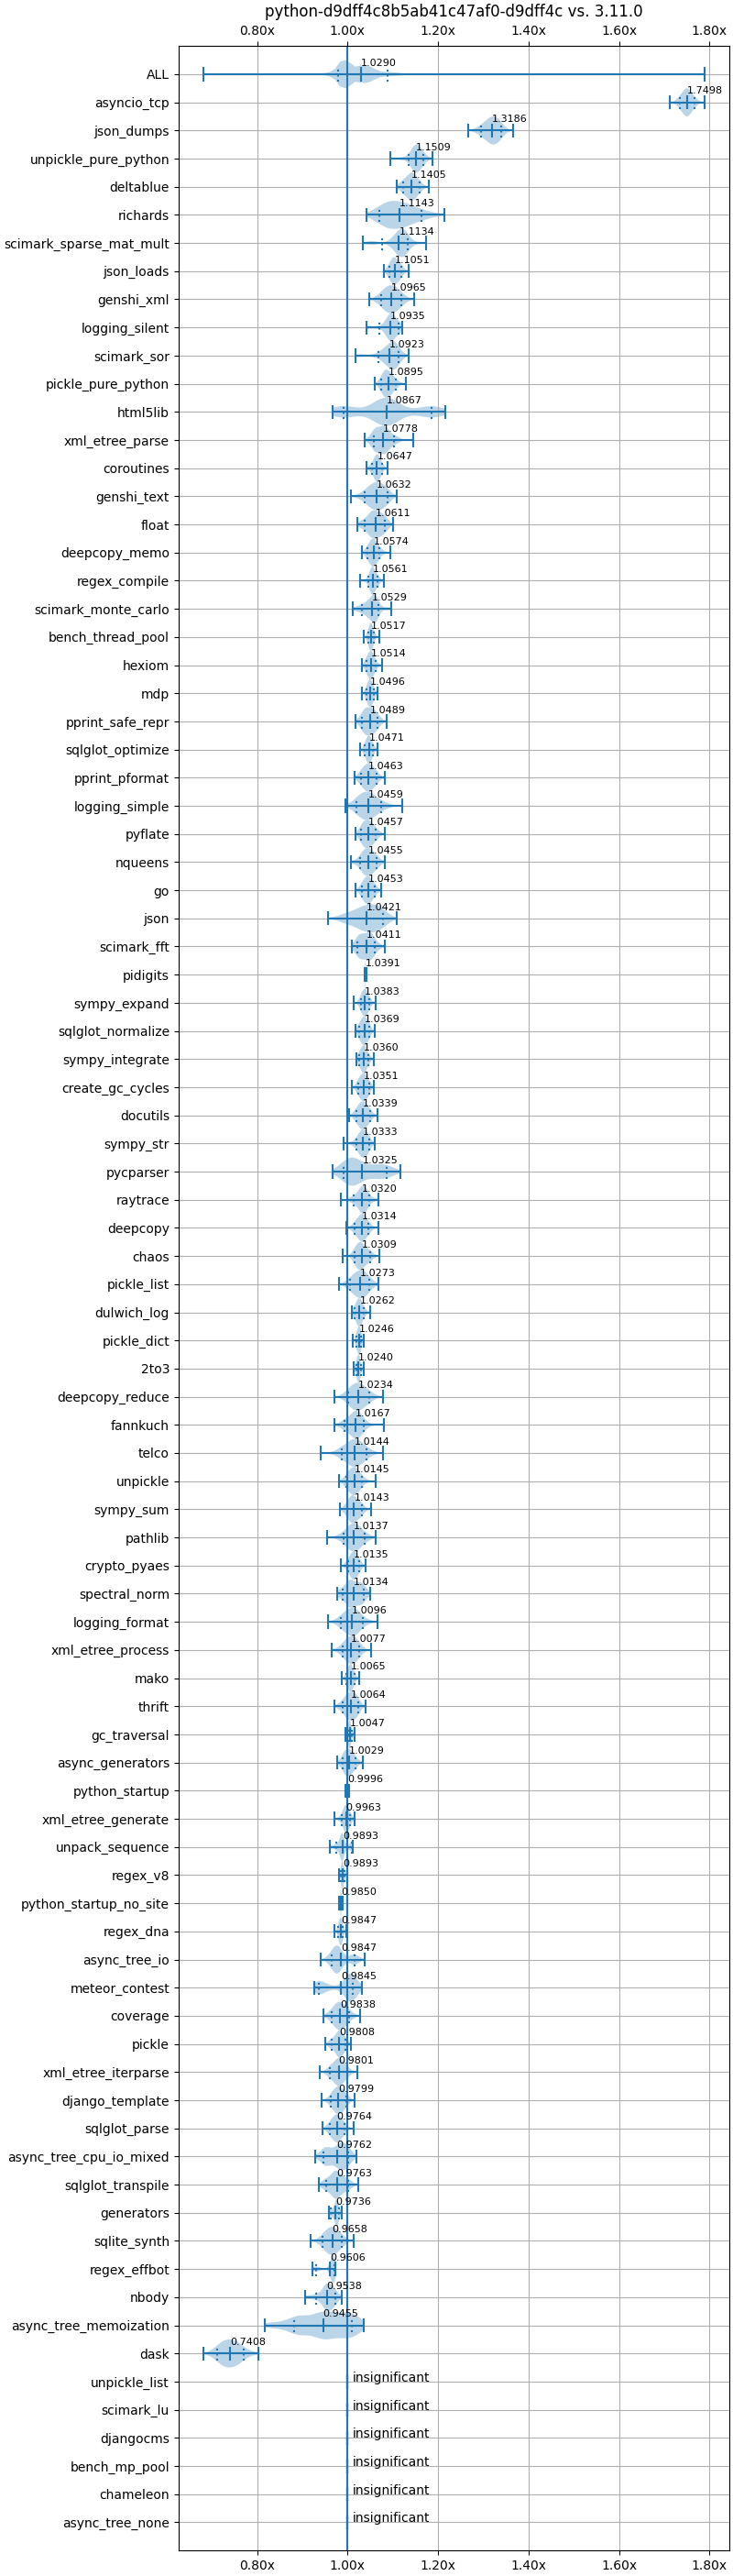 python-d9dff4c8b5ab41c47af0-d9dff4c vs. 3.11.0
0.80x 1.00x 1.20x 1.40x 1.60x 1.80x
ALL 1.0290
asyncio_tcp 1.7498
json_dumps 1.3186
unpickle_pure_python 1.1509
deltablue 1.1405
richards 1.1143
scimark_sparse_mat_mult 1.1134
json_loads 1.1051
genshi_xml 1.0965
logging_silent 1.0935
scimark_sor 1.0923
pickle_pure_python 1.0895
html5lib 1.0867
xml_etree_parse 1.0778
coroutines 1.0647
genshi_text 1.0632
float 1.0611
deepcopy_memo 1.0574
regex_compile 1.0561
scimark_monte_carlo 1.0529
bench_thread_pool 1.0517
hexiom 1.0514
mdp 1.0496
pprint_safe_repr 1.0489
sqlglot_optimize 1.0471
pprint_pformat 1.0463
logging_simple 1.0459
pyflate 1.0457
nqueens 1.0455
go 1.0453
json 1.0421
scimark_fft 1.0411
pidigits 1.0391
sympy_expand 1.0383
sqlglot_normalize 1.0369
sympy_integrate 1.0360
create_gc_cycles 1.0351
docutils 1.0339
sympy_str 1.0333
pycparser 1.0325
raytrace 1.0320
deepcopy 1.0314
chaos 1.0309
pickle_list 1.0273
dulwich_log 1.0262
pickle_dict 1.0246
2to3 1.0240
deepcopy_reduce 1.0234
fannkuch 1.0167
telco 1.0144
unpickle 1.0145
sympy_sum 1.0143
pathlib 1.0137
crypto_pyaes 1.0135
spectral_norm 1.0134
logging_format 1.0096
xml_etree_process 1.0077
mako 1.0065
thrift 1.0064
gc_traversal 1.0047
async_generators 1.0029
python_startup 0.9996
xml_etree_generate 0.9963
unpack_sequence 0.9893
regex_v8 0.9893
python_startup_no_site 0.9850
regex_dna 0.9847
async_tree_io 0.9847
meteor_contest 0.9845
coverage 0.9838
pickle 0.9808
xml_etree_iterparse 0.9801
django_template 0.9799
sqlglot_parse 0.9764
async_tree_cpu_io_mixed 0.9762
sqlglot_transpile 0.9763
generators 0.9736
sqlite_synth 0.9658
regex_effbot 0.9606
nbody 0.9538
async_tree_memoization 0.9455
dask 0.7408
unpickle_list insignificant
scimark_lu insignificant
djangocms insignificant
bench_mp_pool insignificant
chameleon insignificant
async_tree_none insignificant
0.80x 1.00x 1.20x 1.40x 1.60x 1.80x